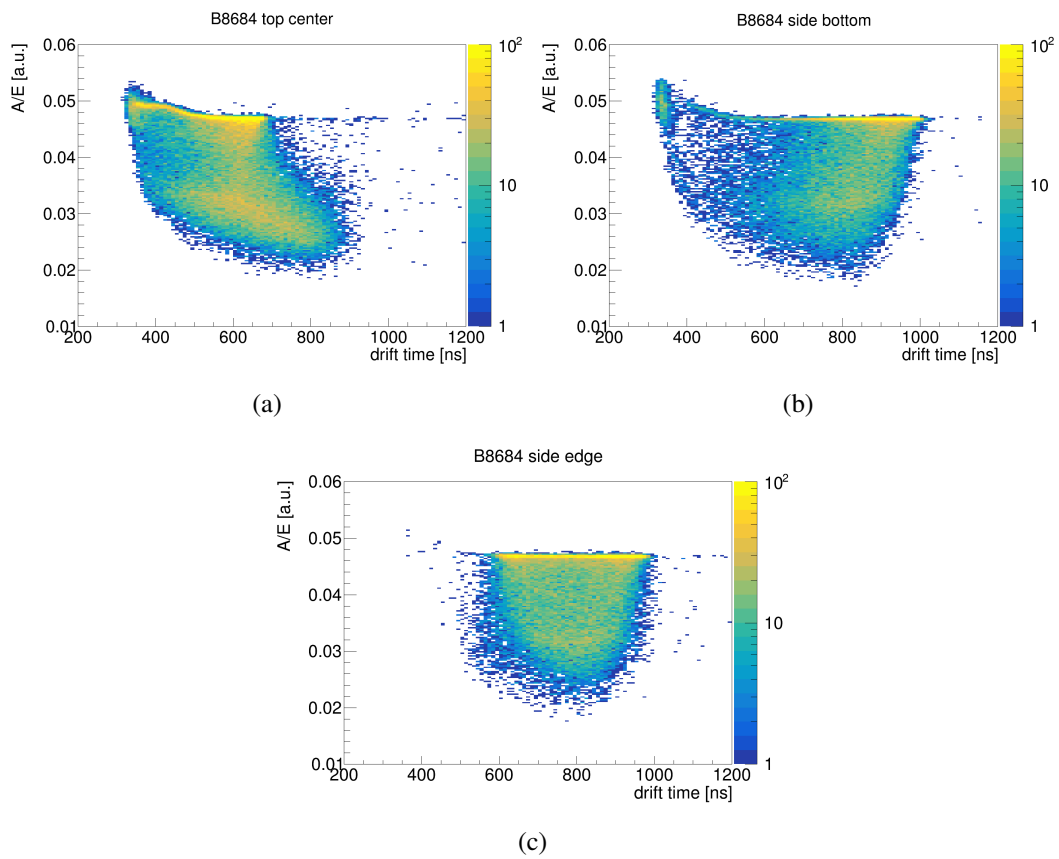 B8684 top center
A/E [a.u.]
0.06
0.05
0.04
0.03
0.02
0.01
200 400 600 800 1000 1200
drift time [ns]
10²
10
1
(a)
B8684 side bottom
A/E [a.u.]
0.06
0.05
0.04
0.03
0.02
0.01
200 400 600 800 1000 1200
drift time [ns]
10²
10
1
(b)
B8684 side edge
A/E [a.u.]
0.06
0.05
0.04
0.03
0.02
0.01
200 400 600 800 1000 1200
drift time [ns]
10²
10
1
(c)